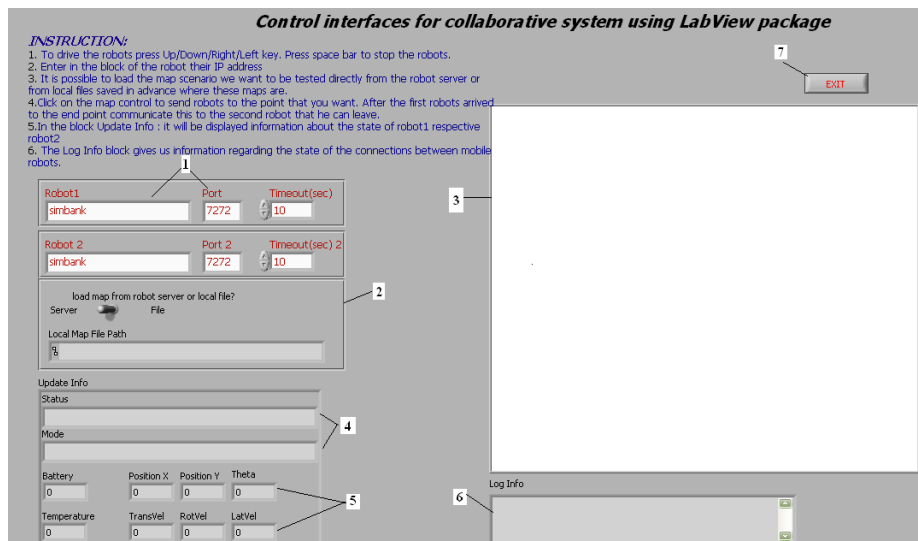 Control interfaces for collaborative system using LabView package
INSTRUCTION:
1. To drive the robots press Up/Down/Right/Left key. Press space bar to stop the robots.
2. Enter in the block of the robot their IP address
3. It is possible to load the map scenario we want to be tested directly from the robot server or
from local files saved in advance where these maps are.
4.Click on the map control to send robots to the point that you want. After the first robots arrived
to the end point communicate this to the second robot that he can leave.
5.In the block Update Info : it will be displayed information about the state of robot1 respective
robot2
6. The Log Info block gives us information regarding the state of the connections between mobile
robots.
7
EXIT
1
Robot1 Port Timeout(sec)
simbank 7272 10
3
Robot 2 Port 2 Timeout(sec) 2
simbank 7272 10
2
load map from robot server or local file?
Server File
Local Map File Path
Update Info
Status
4
Mode
Battery Position X Position Y Theta
0 0 0 0
5
Temperature TransVel RotVel LatVel
0 0 0 0
Log Info
6